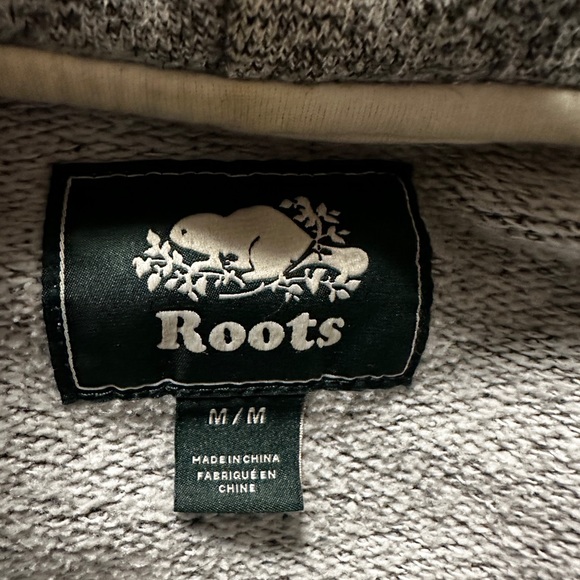 Roots
M/M
MADE IN CHINA
FABRIQUÉ EN
CHINE